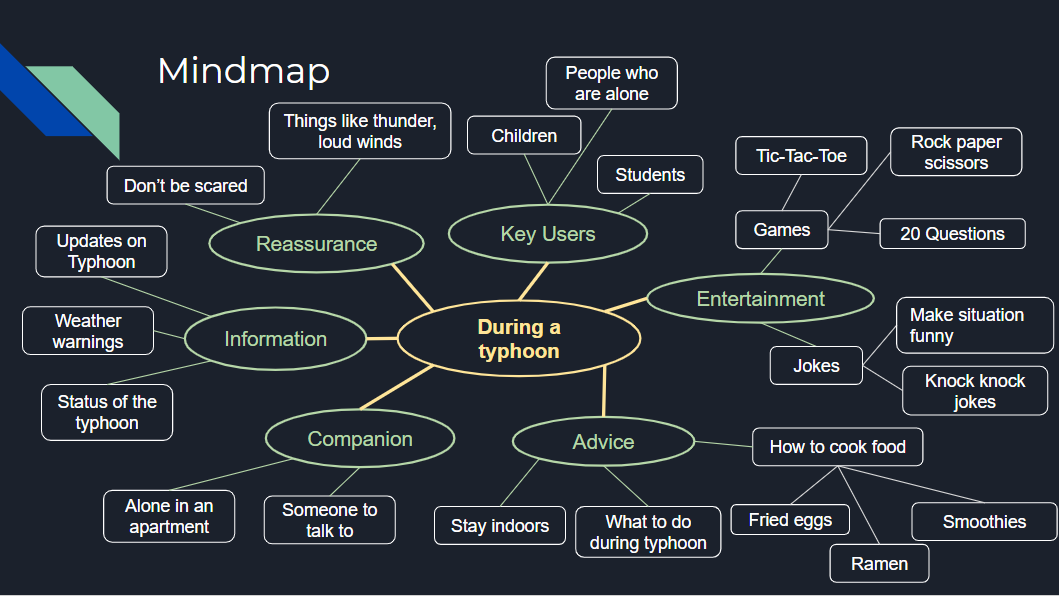 Mindmap
People who
are alone
Things like thunder,
loud winds
Children
Don't be scared
Students
Tic-Tac-Toe
Rock paper
scissors
Reassurance
Key Users
Games
20 Questions
Updates on
Typhoon
Entertainment
Weather
warnings
Information
During a
typhoon
Make situation
funny
Jokes
Knock knock
jokes
Status of the
typhoon
Companion
Advice
How to cook food
Alone in an
apartment
Someone to
talk to
Stay indoors
What to do
during typhoon
Fried eggs
Smoothies
Ramen